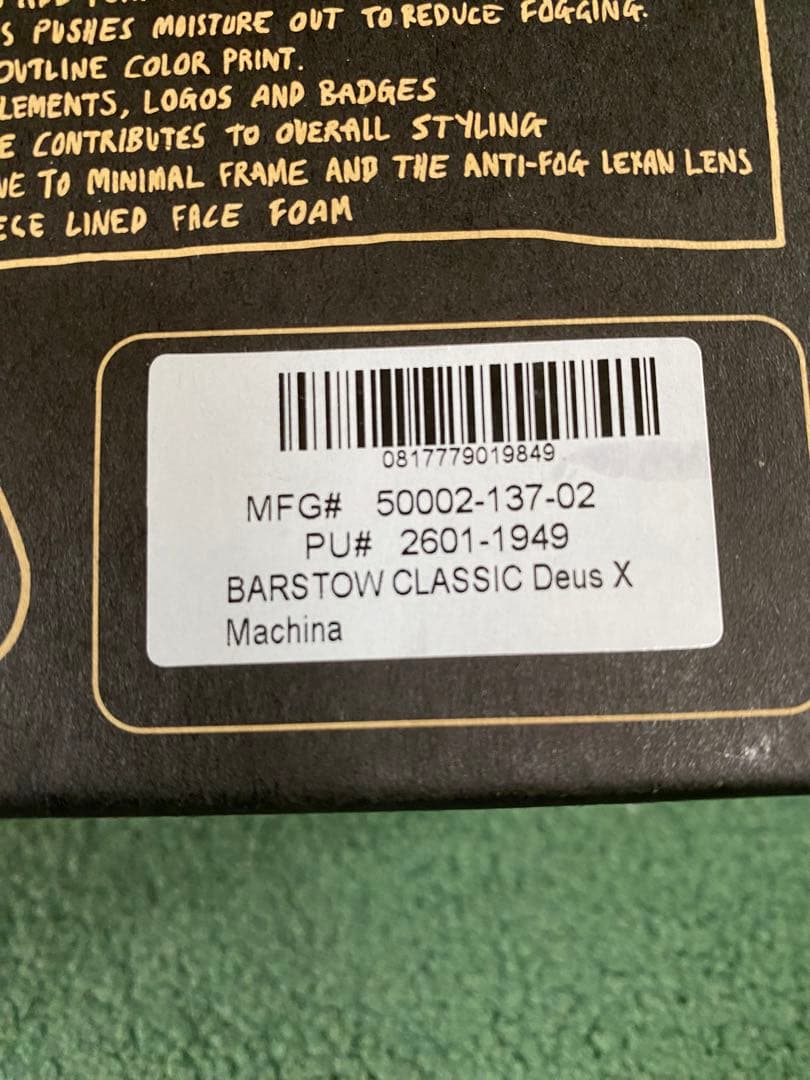 S PUSHES MOISTURE OUT TO REDUCE FOGGING.
OUTLINE COLOR PRINT.
LEMENTS, LOGOS AND BADGES
E CONTRIBUTES TO OVERALL STYLING
VE TO MINIMAL FRAME AND THE ANTI-FOG LEXAN LENS
ECE LINED FACE FOAM
0817779019849
MFG# 50002-137-02
PU# 2601-1949
BARSTOW CLASSIC Deus X
Machina